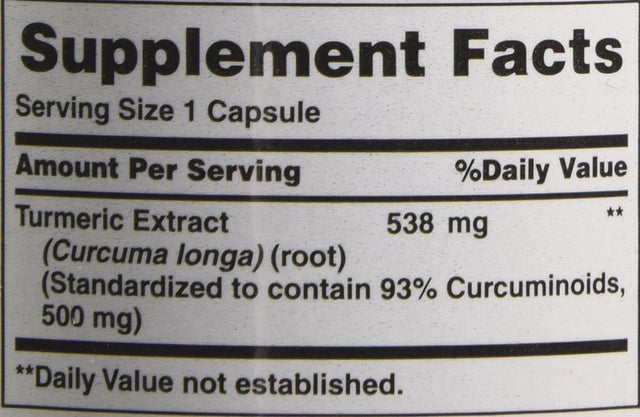 Supplement Facts
Serving Size 1 Capsule
Amount Per Serving %Daily Value
Turmeric Extract 538 mg **
(Curcuma longa) (root)
(Standardized to contain 93% Curcuminoids,
500 mg)
**Daily Value not established.